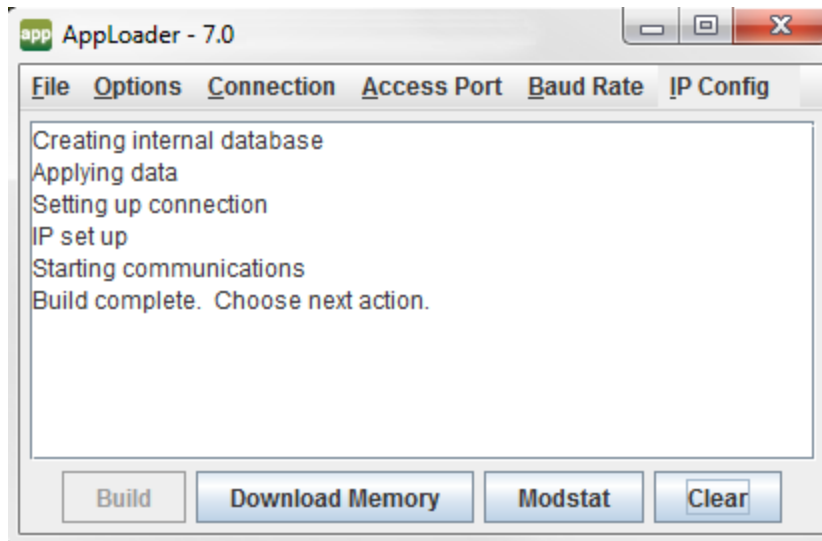 app AppLoader - 7.0
File Options Connection Access Port Baud Rate IP Config
Creating internal database
Applying data
Setting up connection
IP set up
Starting communications
Build complete.  Choose next action.
Build Download Memory Modstat Clear